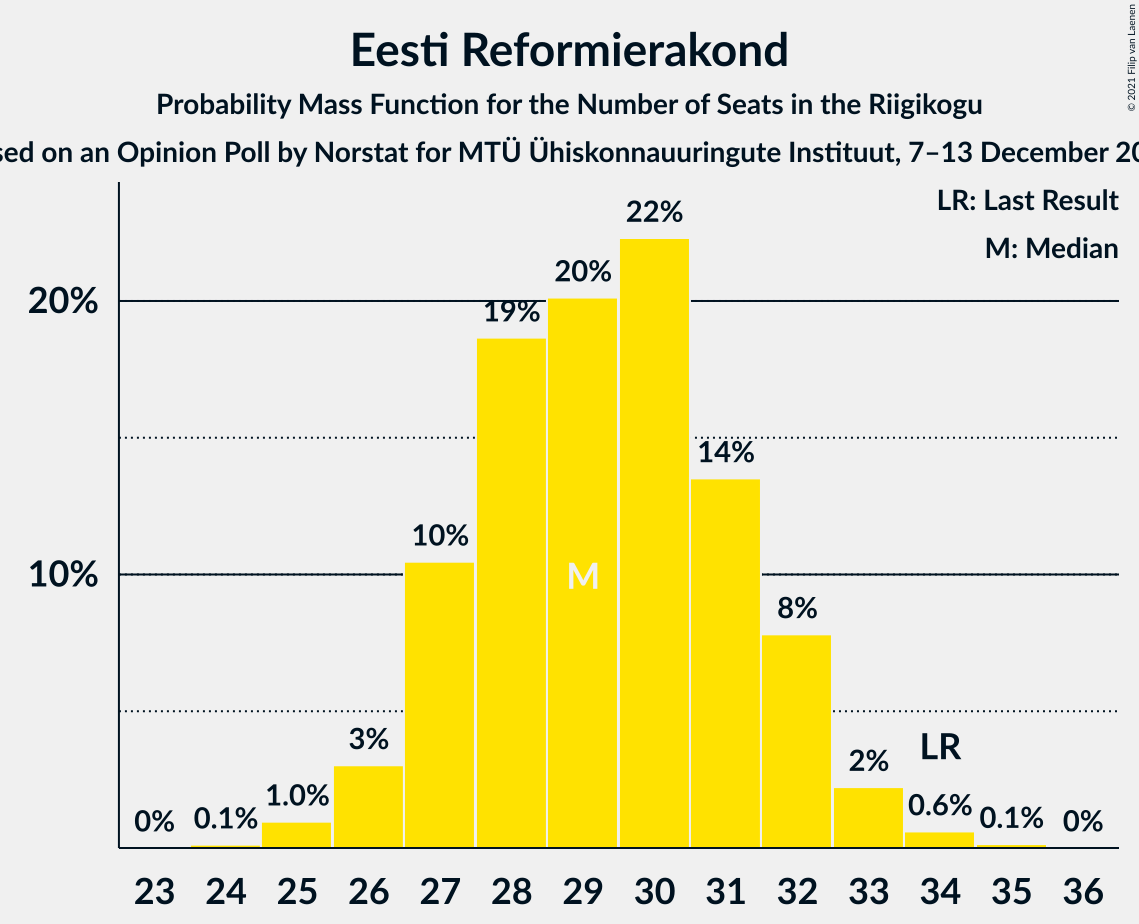 Eesti Reformierakond
Probability Mass Function for the Number of Seats in the Riigikogu
on an Opinion Poll by Norstat for MTÜ Ühiskonnauuringute Instituut, 7–13 December
© 2021 Filip van Laenen
LR: Last Result
M: Median
20%
10%
0%
0.1%
1.0%
3%
10%
19%
20%
22%
14%
8%
2%
0.6%
0.1%
0%
M
LR
23 24 25 26 27 28 29 30 31 32 33 34 35 36